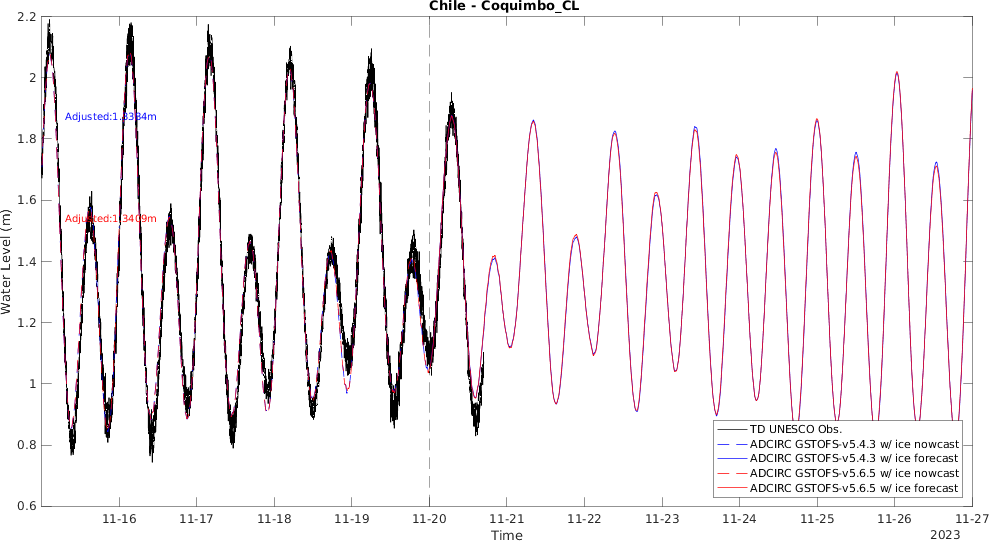 Chile - Coquimbo_CL
2.2
2
1.8
1.6
1.4
1.2
1
0.8
0.6
Water Level (m)
Adjusted:1.3409m
TD UNESCO Obs.
ADCIRC GSTOFS-v5.4.3 w/ ice nowcast
ADCIRC GSTOFS-v5.4.3 w/ ice forecast
ADCIRC GSTOFS-v5.6.5 w/ ice nowcast
ADCIRC GSTOFS-v5.6.5 w/ ice forecast
11-16 11-17 11-18 11-19 11-20 11-21 11-22 11-23 11-24 11-25 11-26 11-27
Time
2023